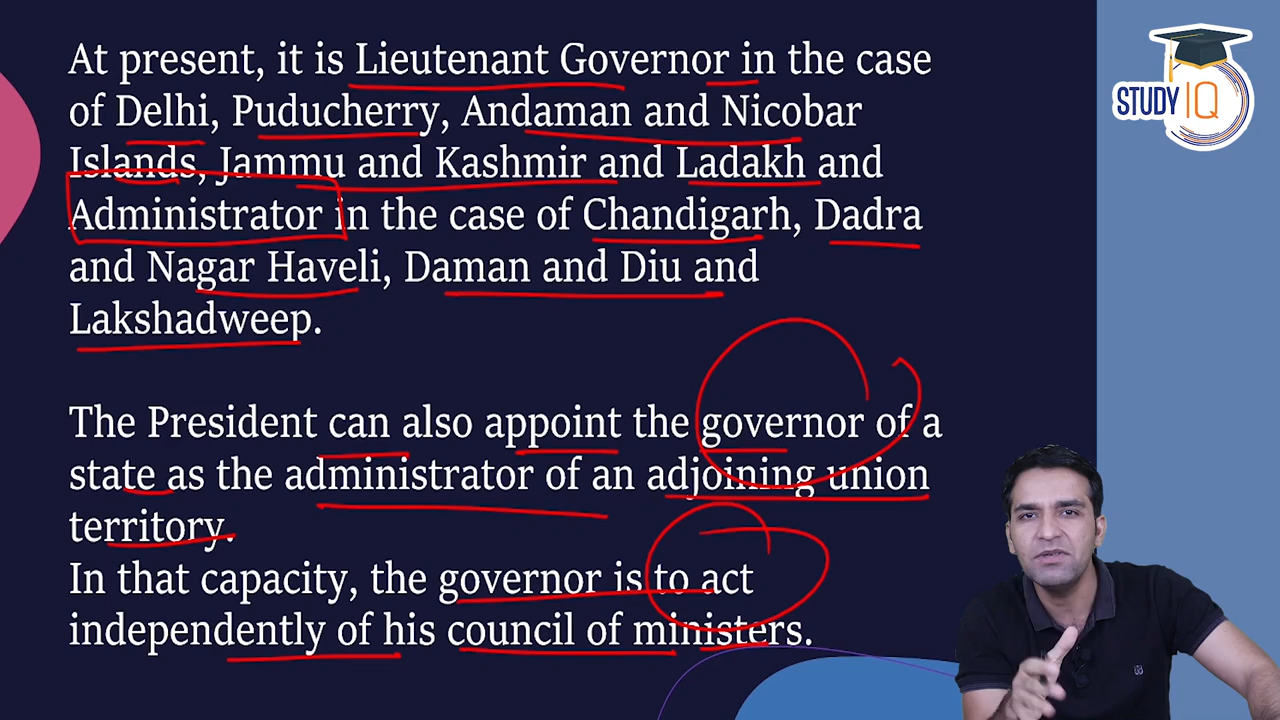 At present, it is Lieutenant Governor in the case
of Delhi, Puducherry, Andaman and Nicobar
Islands, Jammu and Kashmir and Ladakh and
Administrator in the case of Chandigarh, Dadra
and Nagar Haveli, Daman and Diu and
Lakshadweep.
The President can also appoint the governor of a
state as the administrator of an adjoining union
territory.
In that capacity, the governor is to act
independently of his council of ministers.
STUDY IQ